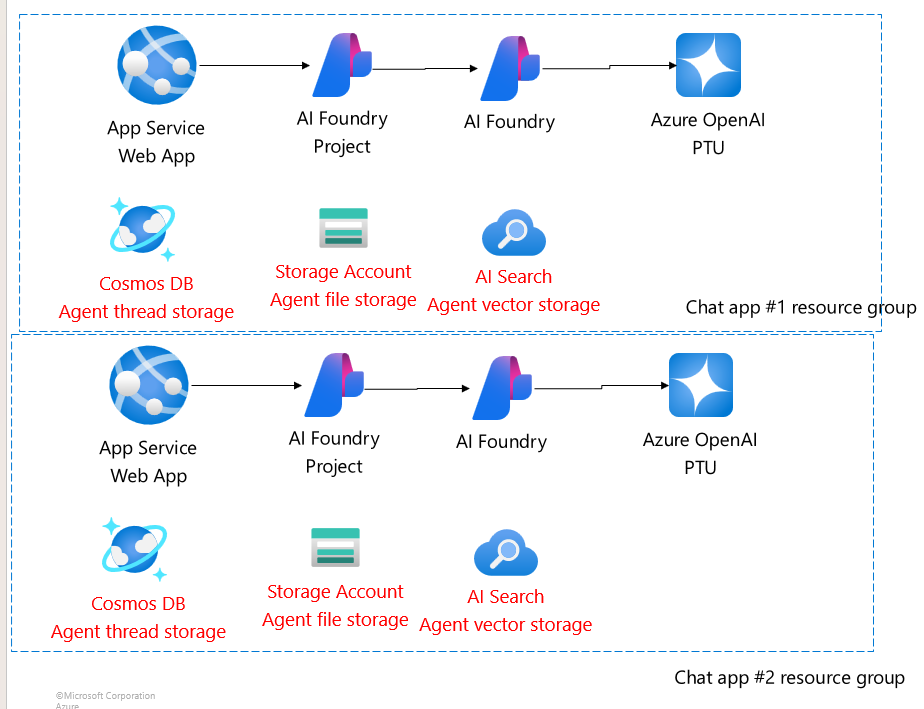 App Service
Web App
AI Foundry
Project
AI Foundry
Azure OpenAI
PTU
Cosmos DB
Agent thread storage
Storage Account
Agent file storage
AI Search
Agent vector storage
Chat app #1 resource group
App Service
Web App
AI Foundry
Project
AI Foundry
Azure OpenAI
PTU
Cosmos DB
Agent thread storage
Storage Account
Agent file storage
AI Search
Agent vector storage
Chat app #2 resource group
©Microsoft Corporation
Azure